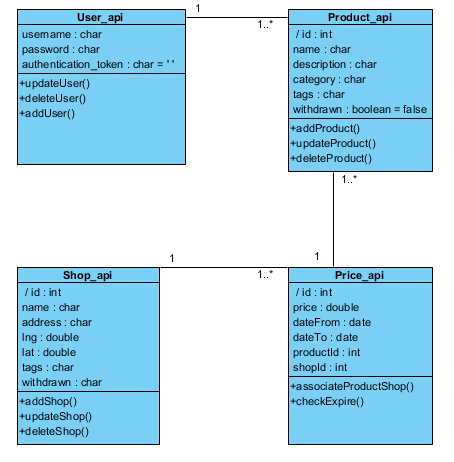 User_api
username : char
password : char
authentication_token : char = ' '
+updateUser()
+deleteUser()
+addUser()
1
1..*
Product_api
/ id : int
name : char
description : char
category : char
tags : char
withdrawn : boolean = false
+addProduct()
+updateProduct()
+deleteProduct()
1..*
1
Shop_api
/ id : int
name : char
address : char
lng : double
lat : double
tags : char
withdrawn : char
+addShop()
+updateShop()
+deleteShop()
1
1..*
Price_api
/ id : int
price : double
dateFrom : date
dateTo : date
productId : int
shopId : int
+associateProductShop()
+checkExpire()